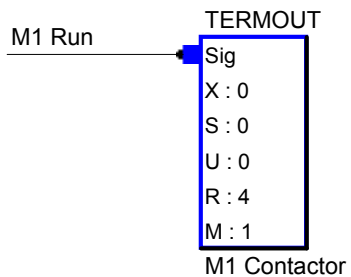 TERMOUT
M1 Run
Sig
X : 0
S : 0
U : 0
R : 4
M : 1
M1 Contactor